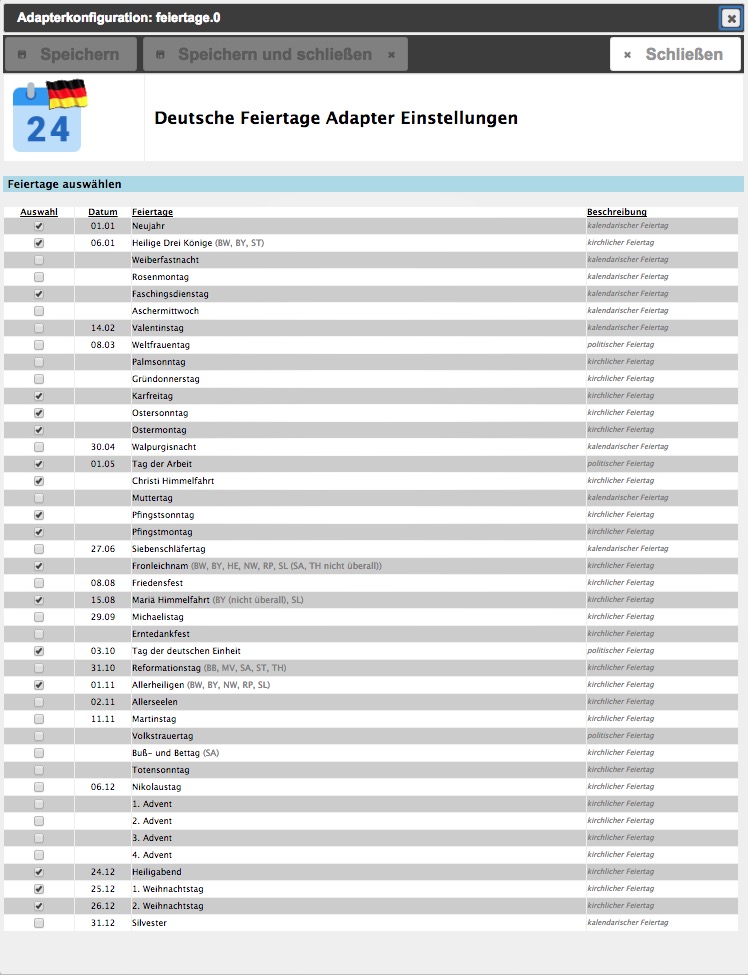 Adapterkonfiguration: feiertage.0
Speichern Speichern und schließen Schließen
24 Deutsche Feiertage Adapter Einstellungen
Feiertage auswählen
Auswahl Datum Feiertage Beschreibung
01.01 Neujahr kalendarischer Feiertag
06.01 Heilige Drei Könige (BW, BY, ST) kirchlicher Feiertag
Weiberfastnacht kalendarischer Feiertag
Rosenmontag kalendarischer Feiertag
Faschingsdienstag kalendarischer Feiertag
Aschermittwoch kalendarischer Feiertag
14.02 Valentinstag kalendarischer Feiertag
08.03 Weltfrauentag politischer Feiertag
Palmsonntag kirchlicher Feiertag
Gründonnerstag kirchlicher Feiertag
Karfreitag kirchlicher Feiertag
Ostersonntag kirchlicher Feiertag
Ostermontag kirchlicher Feiertag
30.04 Walpurgisnacht kalendarischer Feiertag
01.05 Tag der Arbeit politischer Feiertag
Christi Himmelfahrt kirchlicher Feiertag
Muttertag kalendarischer Feiertag
Pfingstsonntag kirchlicher Feiertag
Pfingstmontag kirchlicher Feiertag
27.06 Siebenschläfertag kalendarischer Feiertag
Fronleichnam (BW, BY, HE, NW, RP, SL (SA, TH nicht überall)) kirchlicher Feiertag
08.08 Friedensfest kirchlicher Feiertag
15.08 Mariä Himmelfahrt (BY (nicht überall), SL) kirchlicher Feiertag
29.09 Michaelistag kirchlicher Feiertag
Erntedankfest kirchlicher Feiertag
03.10 Tag der deutschen Einheit politischer Feiertag
31.10 Reformationstag (BB, MV, SA, ST, TH) kirchlicher Feiertag
01.11 Allerheiligen (BW, BY, NW, RP, SL) kirchlicher Feiertag
02.11 Allerseelen kirchlicher Feiertag
11.11 Martinstag kirchlicher Feiertag
Volkstrauertag politischer Feiertag
Buß- und Bettag (SA) kirchlicher Feiertag
Totensonntag kirchlicher Feiertag
06.12 Nikolaustag kirchlicher Feiertag
1. Advent kirchlicher Feiertag
2. Advent kirchlicher Feiertag
3. Advent kirchlicher Feiertag
4. Advent kirchlicher Feiertag
24.12 Heiligabend kirchlicher Feiertag
25.12 1. Weihnachtstag kirchlicher Feiertag
26.12 2. Weihnachtstag kirchlicher Feiertag
31.12 Silvester kalendarischer Feiertag